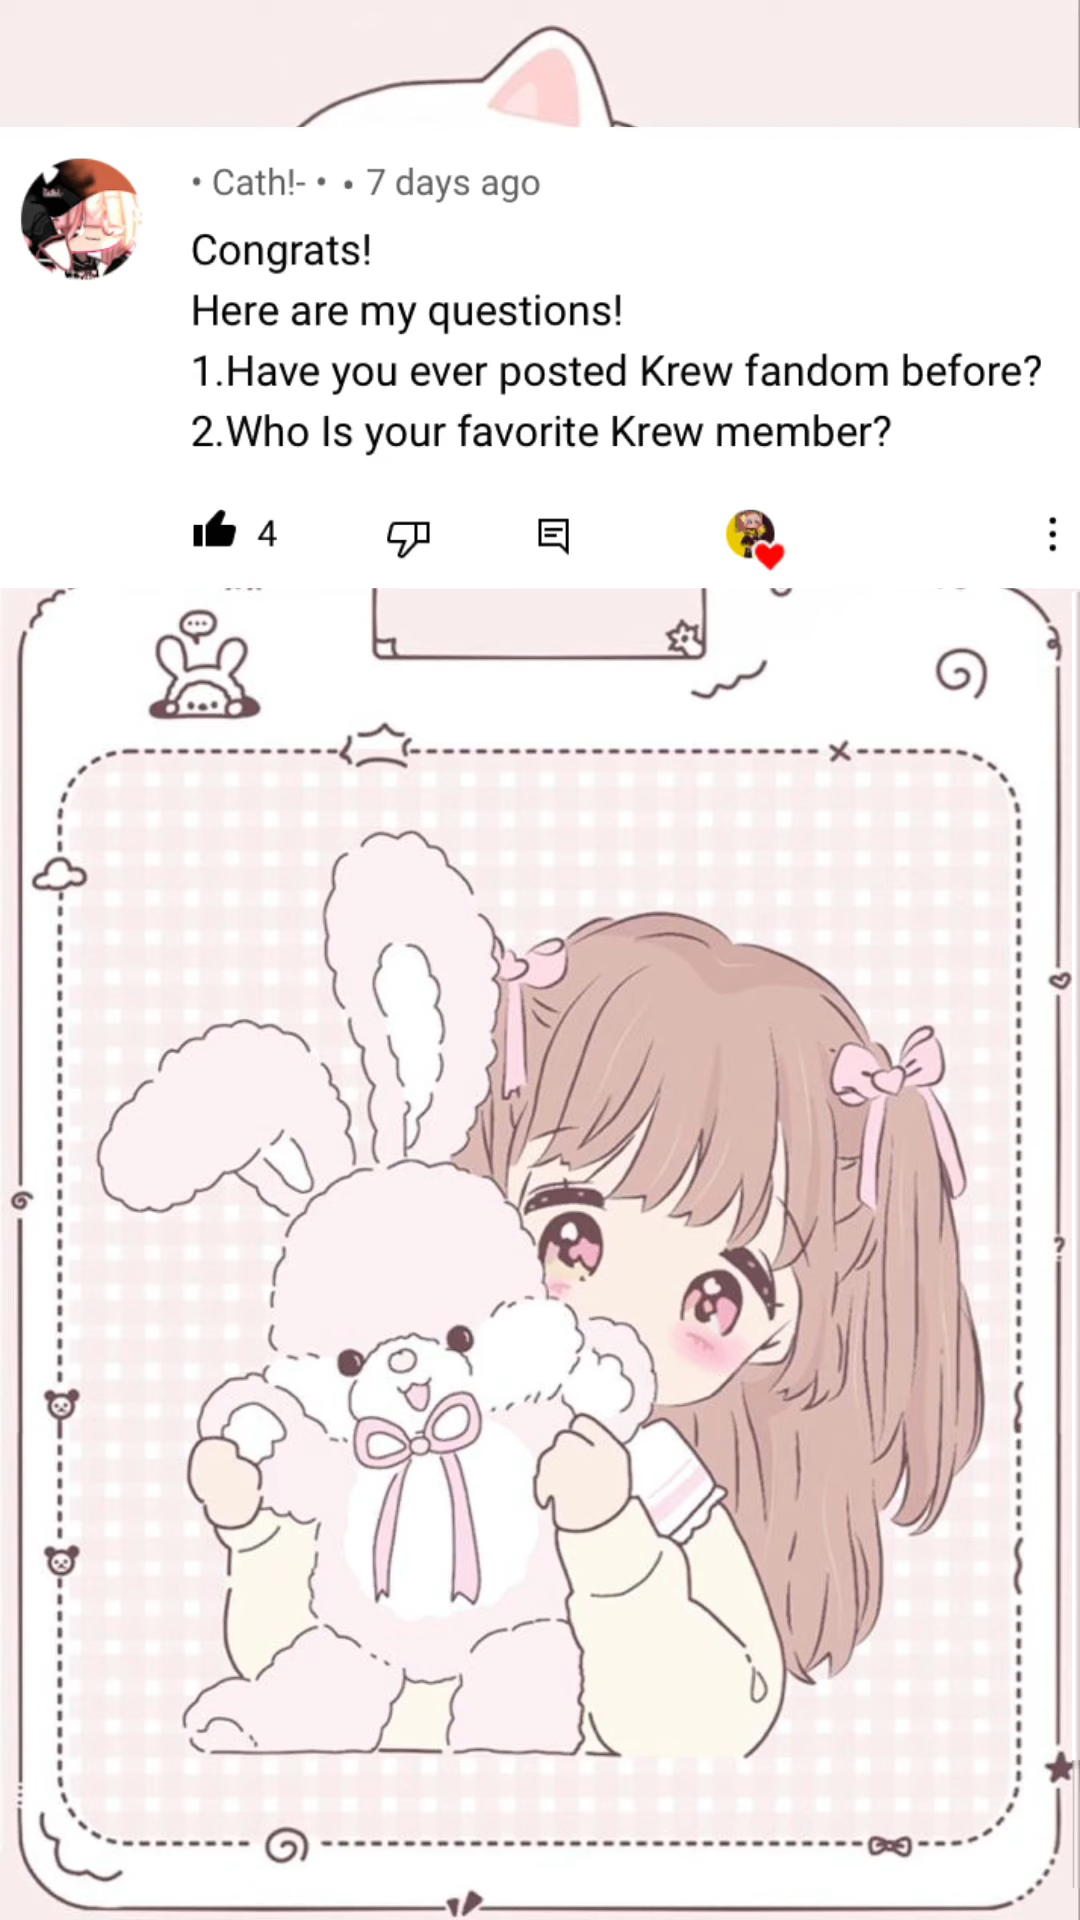 • Cath!- • • 7 days ago
Congrats!
Here are my questions!
1.Have you ever posted Krew fandom before?
2.Who Is your favorite Krew member?
4
?